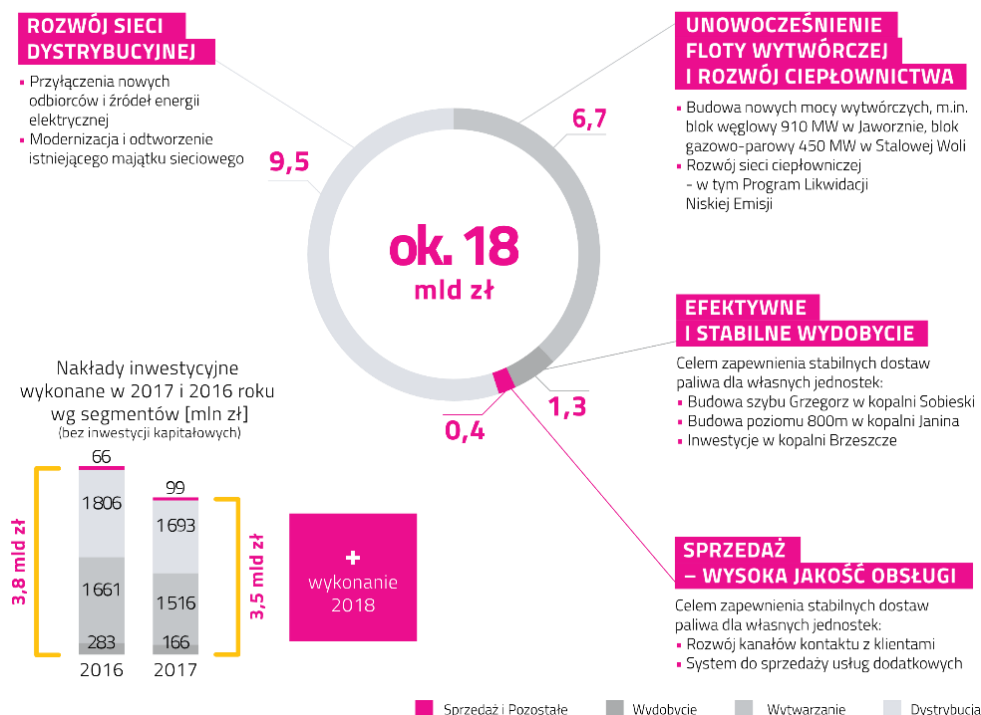 ROZWÓJ SIECI
DYSTRYBUCYJNEJ
▪ Przyłączenia nowych
odbiorców i źródeł energii
elektrycznej
▪ Modernizacja i odtworzenie
istniejącego majątku sieciowego
9,5
6,7
ok. 18
mld zł
1,3
0,4
UNOWOCZEŚNIENIE
FLOTY WYTWÓRCZEJ
I ROZWÓJ CIEPŁOWNICTWA
▪ Budowa nowych mocy wytwórczych, m.in.
blok węglowy 910 MW w Jaworznie, blok
gazowo-parowy 450 MW w Stalowej Woli
▪ Rozwój sieci ciepłowniczej
- w tym Program Likwidacji
Niskiej Emisji
EFEKTYWNE
I STABILNE WYDOBYCIE
Celem zapewnienia stabilnych dostaw
paliwa dla własnych jednostek:
▪ Budowa szybu Grzegorz w kopalni Sobieski
▪ Budowa poziomu 800m w kopalni Janina
▪ Inwestycje w kopalni Brzeszcze
Nakłady inwestycyjne
wykonane w 2017 i 2016 roku
wg segmentów [mln zł]
(bez inwestycji kapitałowych)
3,8 mld zł
66
1806
1661
283
2016
99
1693
1516
166
2017
3,5 mld zł
+
wykonanie
2018
SPRZEDAŻ
– WYSOKA JAKOŚĆ OBSŁUGI
Celem zapewnienia stabilnych dostaw
paliwa dla własnych jednostek:
▪ Rozwój kanałów kontaktu z klientami
▪ System do sprzedaży usług dodatkowych
Sprzedaż i Pozostałe
Wydobycie
Wytwarzanie
Dystrybucja